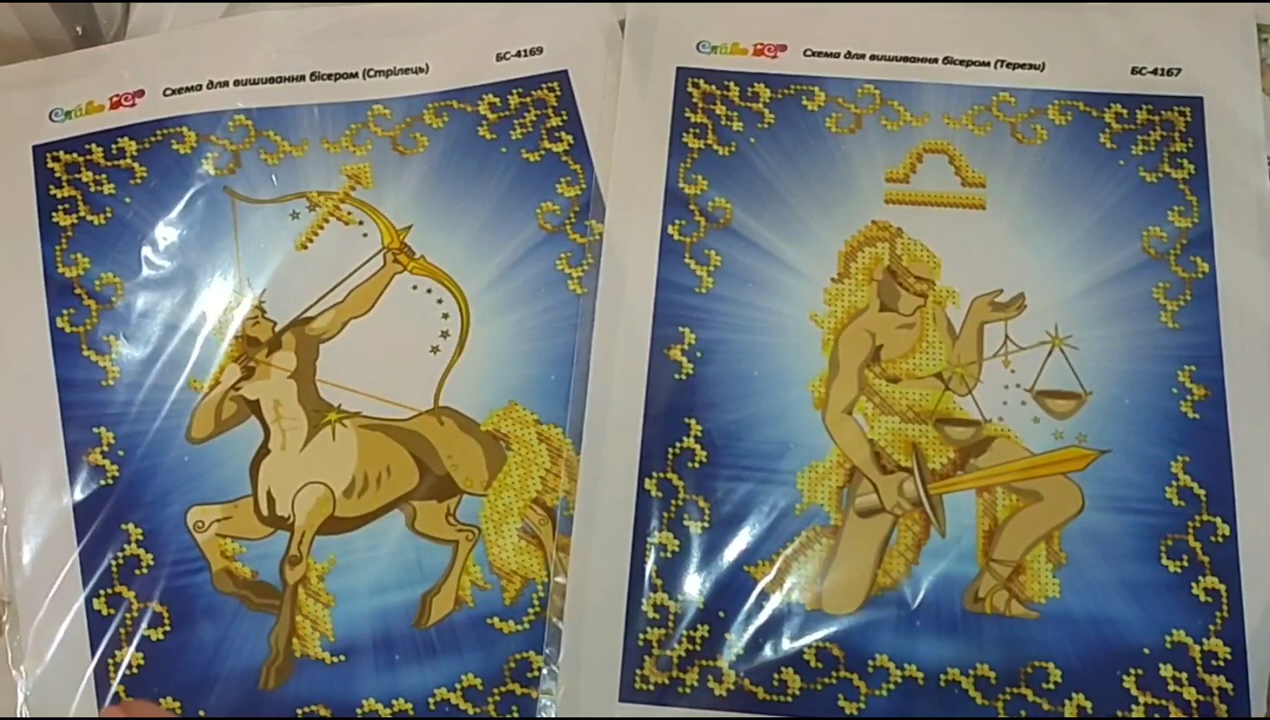 Схема для вишивання бісером (Стрілець)
БС-4169
Схема для вишивання бісером (Терези)
БС-4167